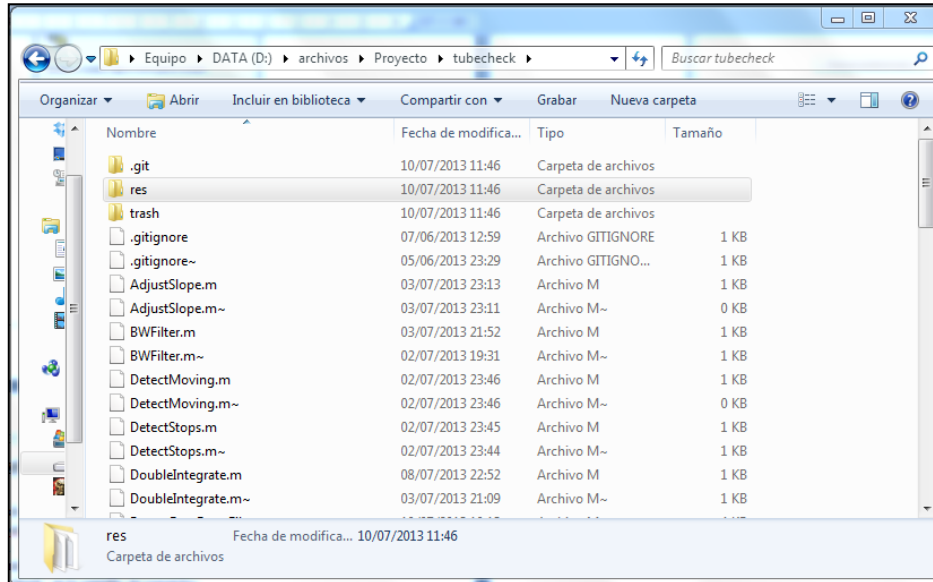 Equipo ▸ DATA (D:) ▸ archivos ▸ Proyecto ▸ tubecheck ▸ Buscar tubecheck
Organizar Abrir Incluir en biblioteca Compartir con Grabar Nueva carpeta
Nombre Fecha de modifica... Tipo Tamaño
.git 10/07/2013 11:46 Carpeta de archivos
res 10/07/2013 11:46 Carpeta de archivos
trash 10/07/2013 11:46 Carpeta de archivos
.gitignore 07/06/2013 12:59 Archivo GITIGNORE 1 KB
.gitignore~ 05/06/2013 23:29 Archivo GITIGNO... 1 KB
AdjustSlope.m 03/07/2013 23:13 Archivo M 1 KB
AdjustSlope.m~ 03/07/2013 23:11 Archivo M~ 0 KB
BWFilter.m 03/07/2013 21:52 Archivo M 1 KB
BWFilter.m~ 02/07/2013 19:31 Archivo M~ 1 KB
DetectMoving.m 02/07/2013 23:46 Archivo M 1 KB
DetectMoving.m~ 02/07/2013 23:46 Archivo M~ 0 KB
DetectStops.m 02/07/2013 23:45 Archivo M 1 KB
DetectStops.m~ 02/07/2013 23:44 Archivo M~ 1 KB
DoubleIntegrate.m 08/07/2013 22:52 Archivo M 1 KB
DoubleIntegrate.m~ 03/07/2013 21:09 Archivo M~ 1 KB
res Fecha de modifica... 10/07/2013 11:46
Carpeta de archivos